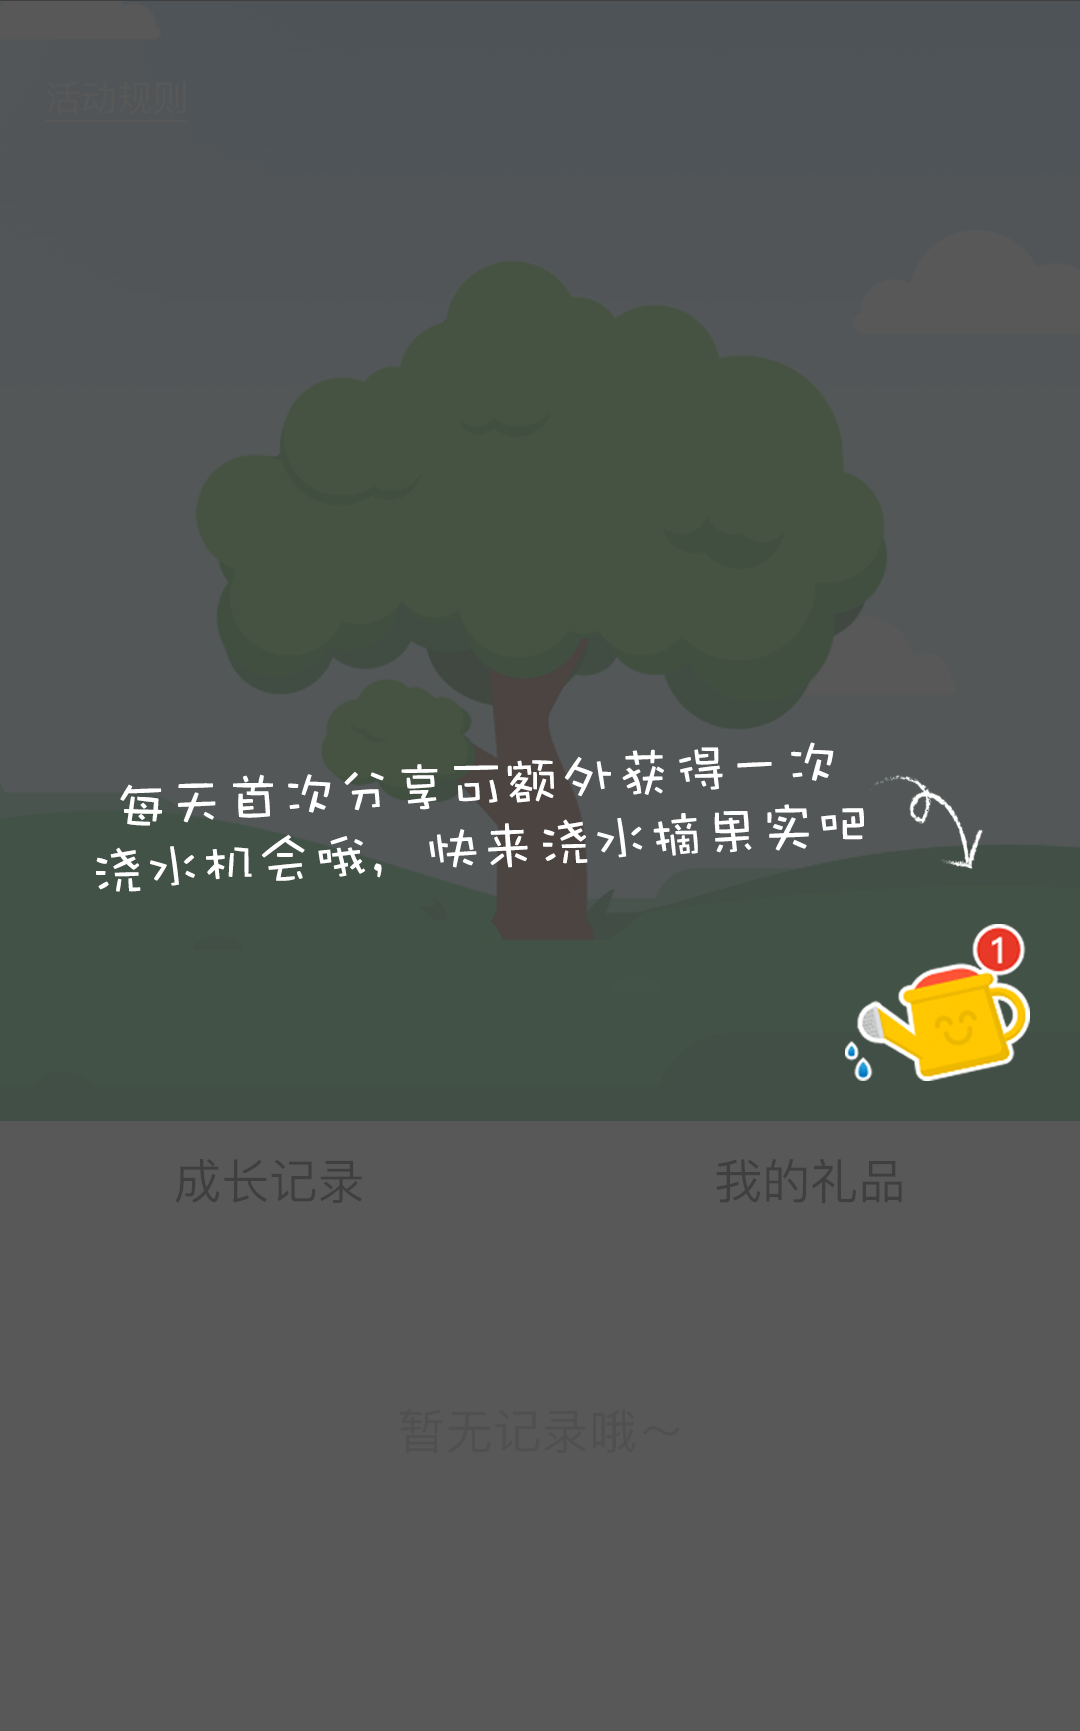 活动规则
每天首次分享可额外获得一次
浇水机会哦,快来浇水摘果实吧
1
成长记录
我的礼品
暂无记录哦~